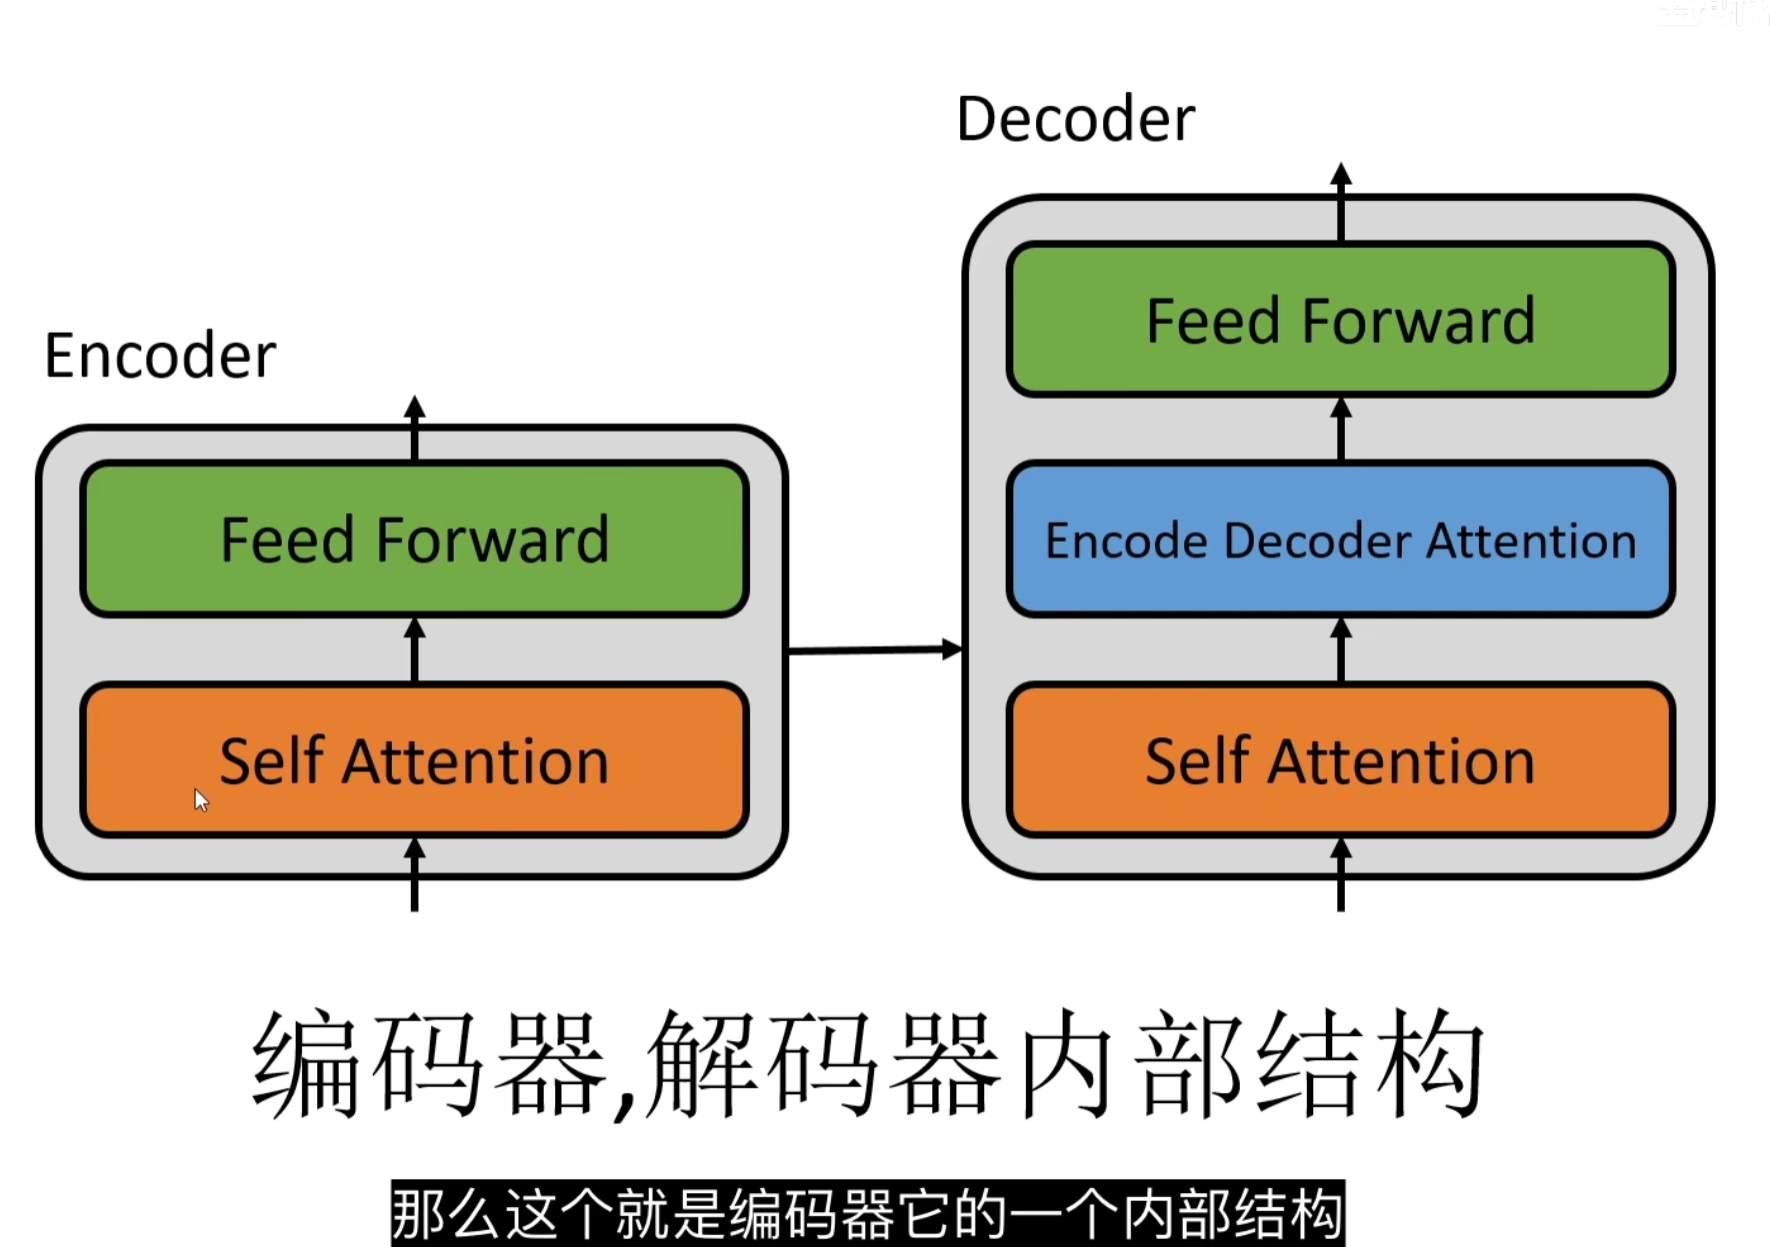 Decoder
Feed Forward
Encoder
Feed Forward
Encode Decoder Attention
Self Attention
Self Attention
编码器,解码器内部结构
那么这个就是编码器它的一个内部结构